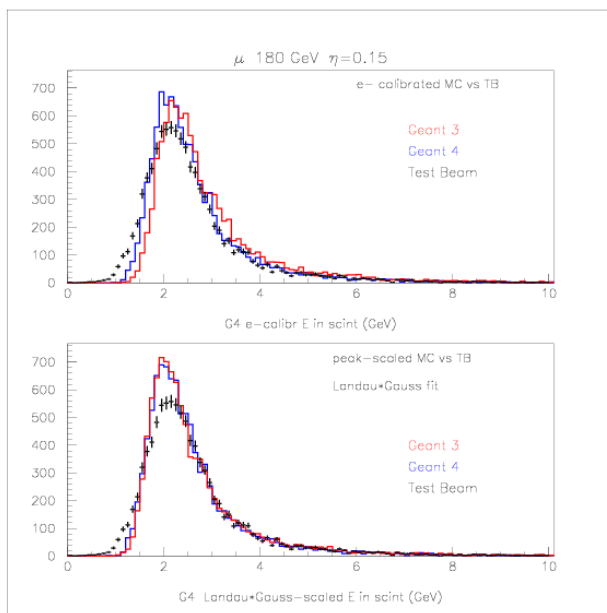 μ 180 GeV η=0.15
e- calibrated MC vs TB
Geant 3
Geant 4
Test Beam
700
600
500
400
300
200
100
0
0 2 4 6 8 10
G4 e-calibr E in scint (GeV)
peak-scaled MC vs TB
Landau*Gauss fit
Geant 3
Geant 4
Test Beam
700
600
500
400
300
200
100
0
0 2 4 6 8 10
G4 Landau*Gauss-scaled E in scint (GeV)